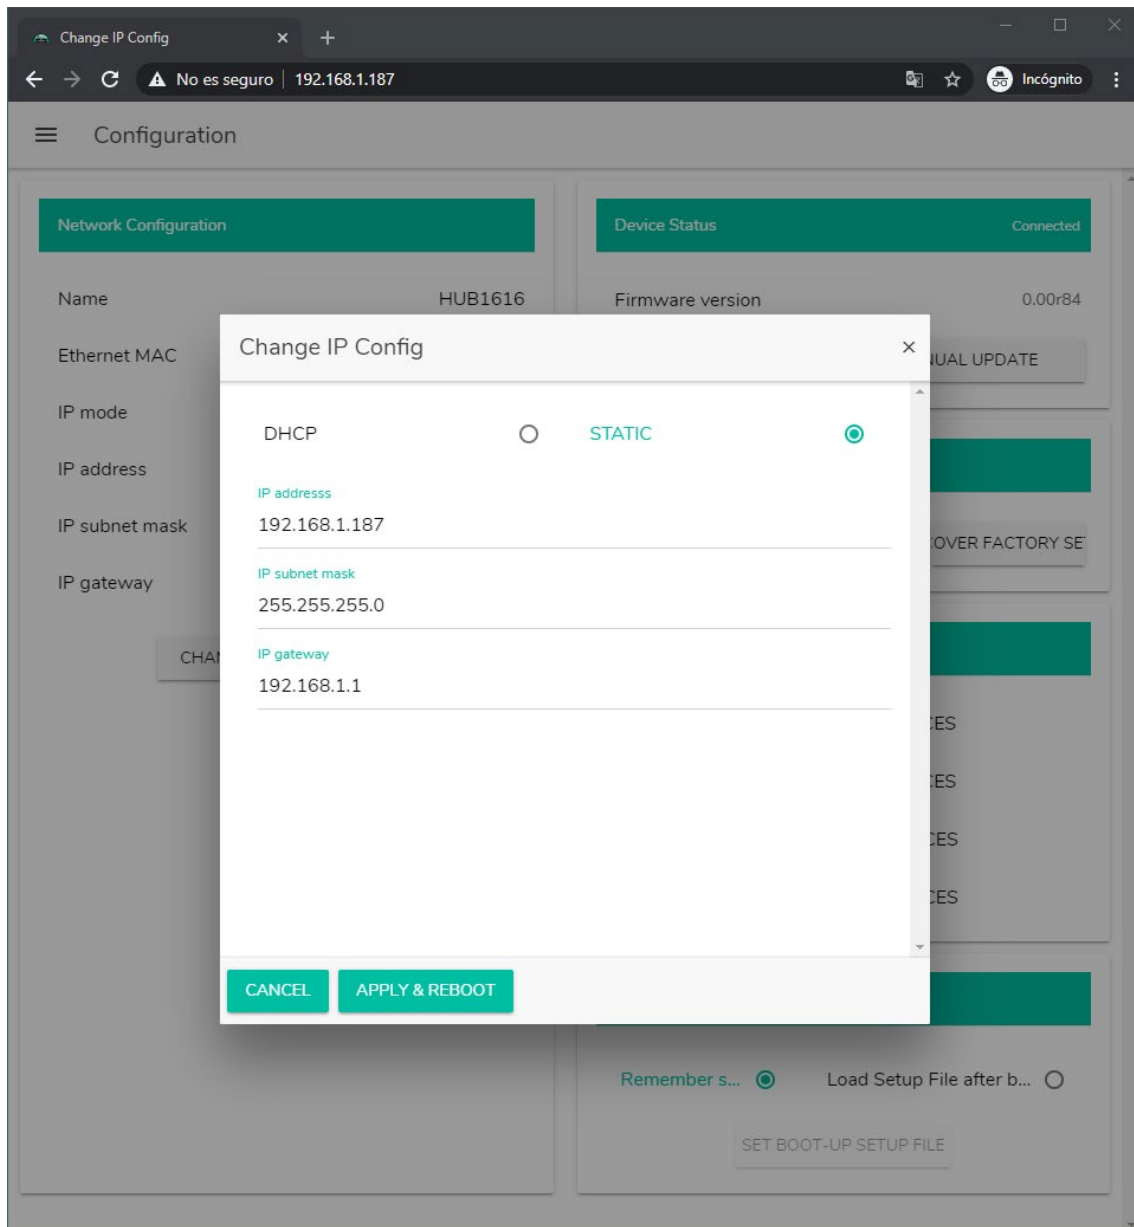 Change IP Config
No es seguro | 192.168.1.187
Incógnito
Configuration
Network Configuration
Name HUB1616
Ethernet MAC
IP mode
IP address
IP subnet mask
IP gateway
Device Status Connected
Firmware version 0.00r84
UPDATE
Change IP Config
DHCP STATIC
IP addresss
192.168.1.187
IP subnet mask
255.255.255.0
IP gateway
192.168.1.1
CANCEL APPLY & REBOOT
FACTORY
Remember s... Load Setup File after b...
SET BOOT-UP SETUP FILE